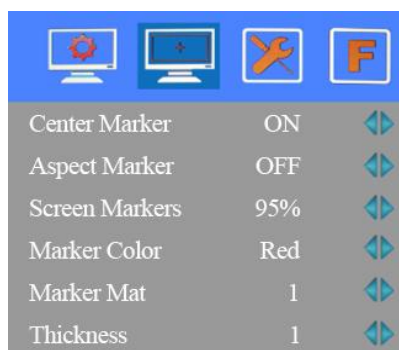 F
Center Marker ON
Aspect Marker OFF
Screen Markers 95%
Marker Color Red
Marker Mat 1
Thickness 1